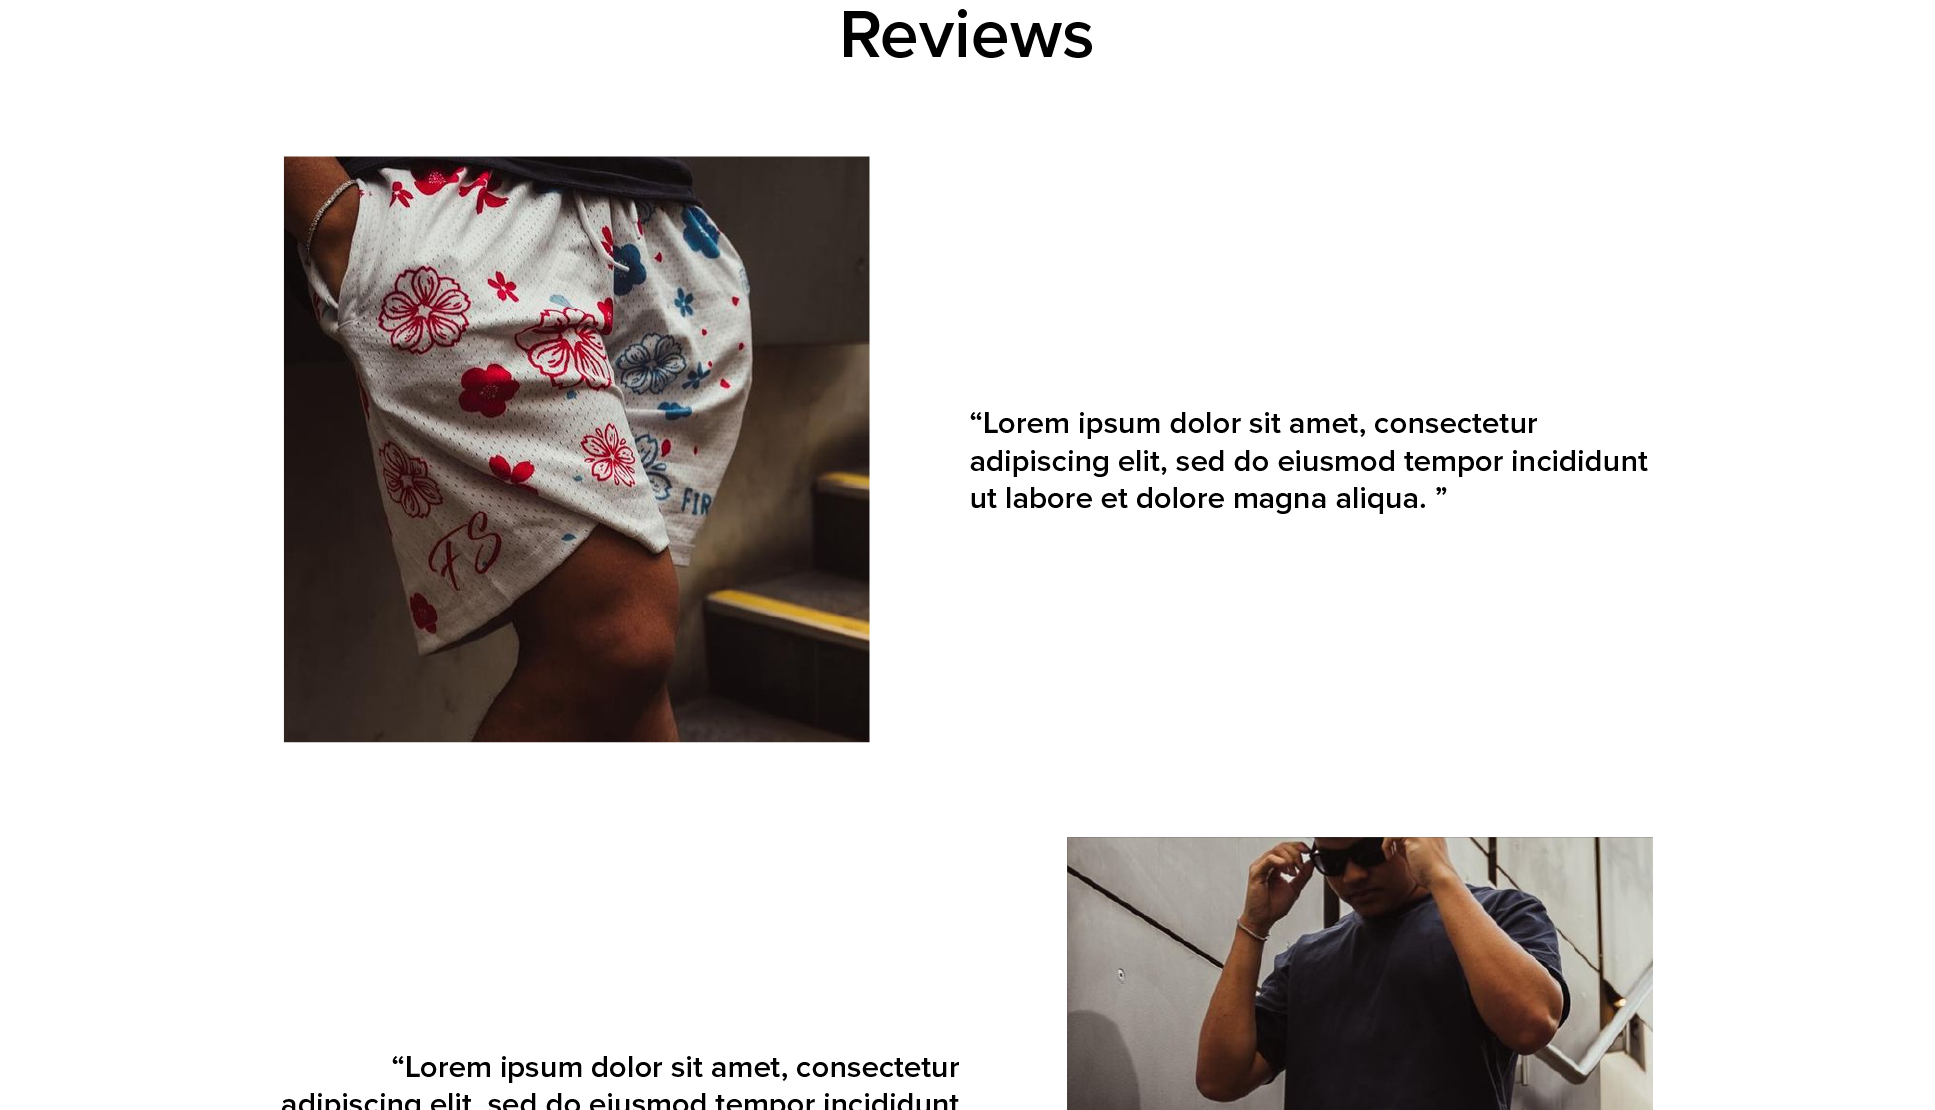 Reviews
FS
FIR
“Lorem ipsum dolor sit amet, consectetur
adipiscing elit, sed do eiusmod tempor incididunt
ut labore et dolore magna aliqua. ”
“Lorem ipsum dolor sit amet, consectetur
adipiscing elit, sed do eiusmod tempor incididunt